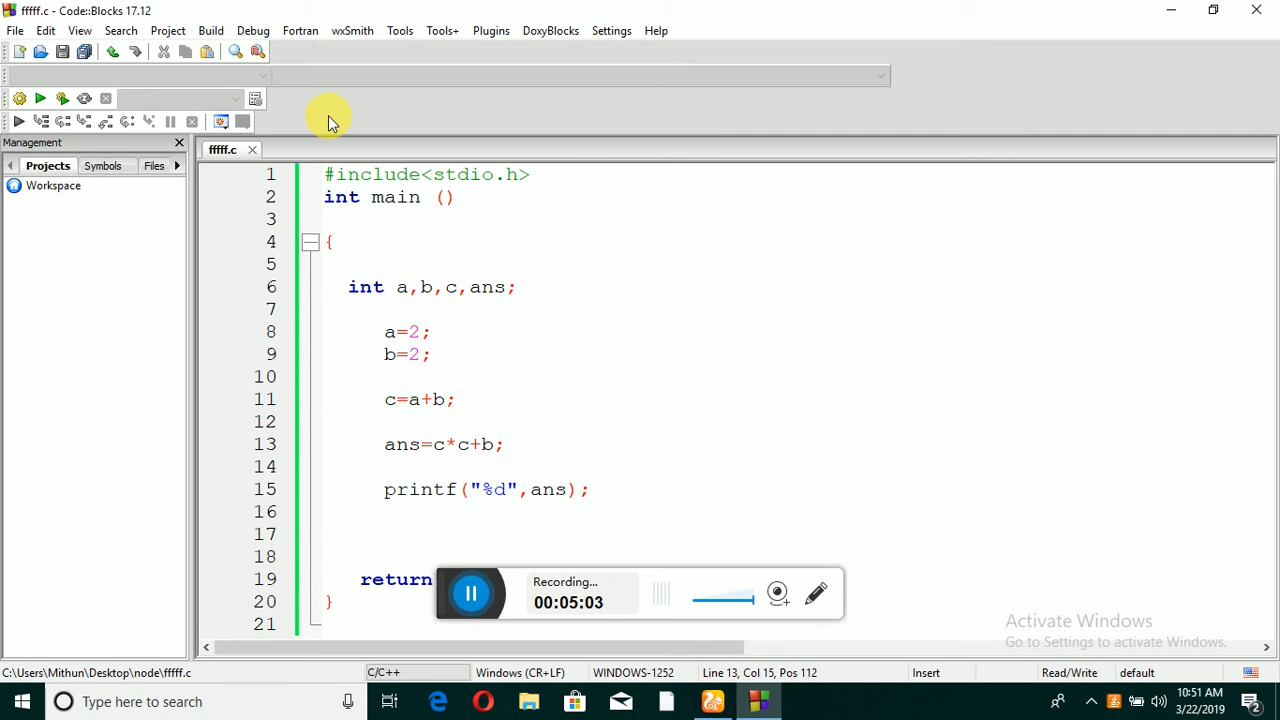 fffff.c - Code::Blocks 17.12
File Edit View Search Project Build Debug Fortran wxSmith Tools Tools+ Plugins DoxyBlocks Settings Help
Management
fffff.c
Projects Symbols Files
Workspace
1 #include<stdio.h>
2 int main ()
3
4 {
5
6 int a,b,c,ans;
7
8 a=2;
9 b=2;
10
11 c=a+b;
12
13 ans=c*c+b;
14
15 printf("%d",ans);
16
17
18
19 return
20 }
21
Recording...
00:05:03
Activate Windows
Go to Settings to activate Windows.
C:\Users\Mithun\Desktop\node\fffff.c C/C++ Windows (CR+LF) WINDOWS-1252 Line 13, Col 15, Pos 112 Insert Read/Write default
Type here to search
10:51 AM
3/22/2019
2